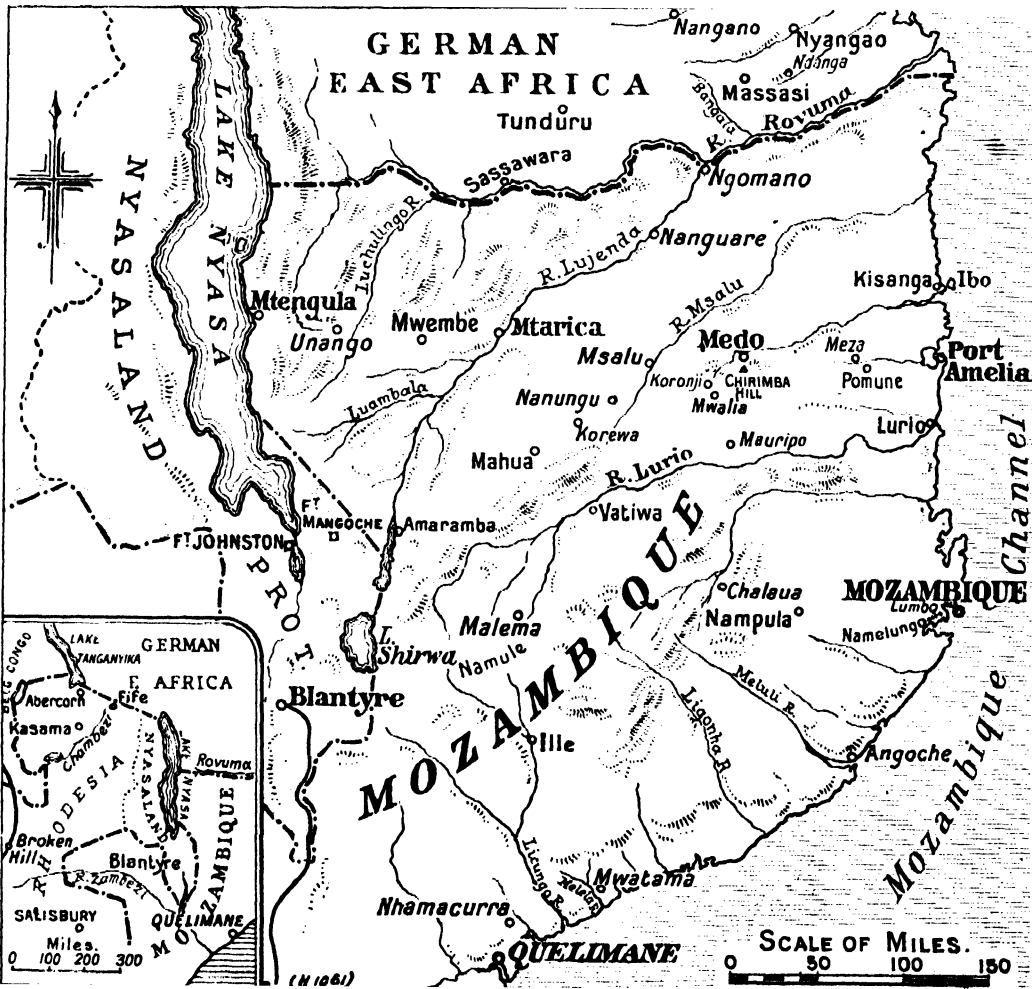 GERMAN
EAST AFRICA
Nangano
Nyangao
Ndanga
Massasi
Bangala
R. Rovuma
Tunduru
Sassawara
Ngomano
LAKE NYASA
NYASALAND PROT
Luchulingo R.
R. Lujenda
Nanguare
Kisanga
Ibo
Mtengula
Unango
Mwembe
Mtarica
R. Msalu
Msalu
Medo
Meza
Port
Amelia
Koronji
CHIRIMBA
HILL
Pomune
Mwalia
Luambala
Nanungu
Korewa
Mauripo
Lurio
Mahua
R. Lurio
FT
MANGOCHE
Amaramba
Vatiwa
FT JOHNSTON
Chalaua
MOZAMBIQUE
Lumbo
Nampula
Namelungo
Malema
L.
Shirwa
Namule
MOZAMBIQUE
Meluli R.
Ligonha R.
Blantyre
Ille
Angoche
Mozambique Channel
Licungo R.
Mwatama
Nhamacurra
QUELIMANE
(H 1061)
SCALE OF MILES.
0 50 100 150
BELG CONGO
LAKE
TANGANYIKA
GERMAN
E. AFRICA
Abercorn
Fife
Kasama
Chambezi
RHODESIA
NYASALAND
LAKE NYASA
Rovuma
MOZAMBIQUE
Broken
Hill
Blantyre
R. Zambezi
SALISBURY
QUELIMANE
Miles.
0 100 200 300